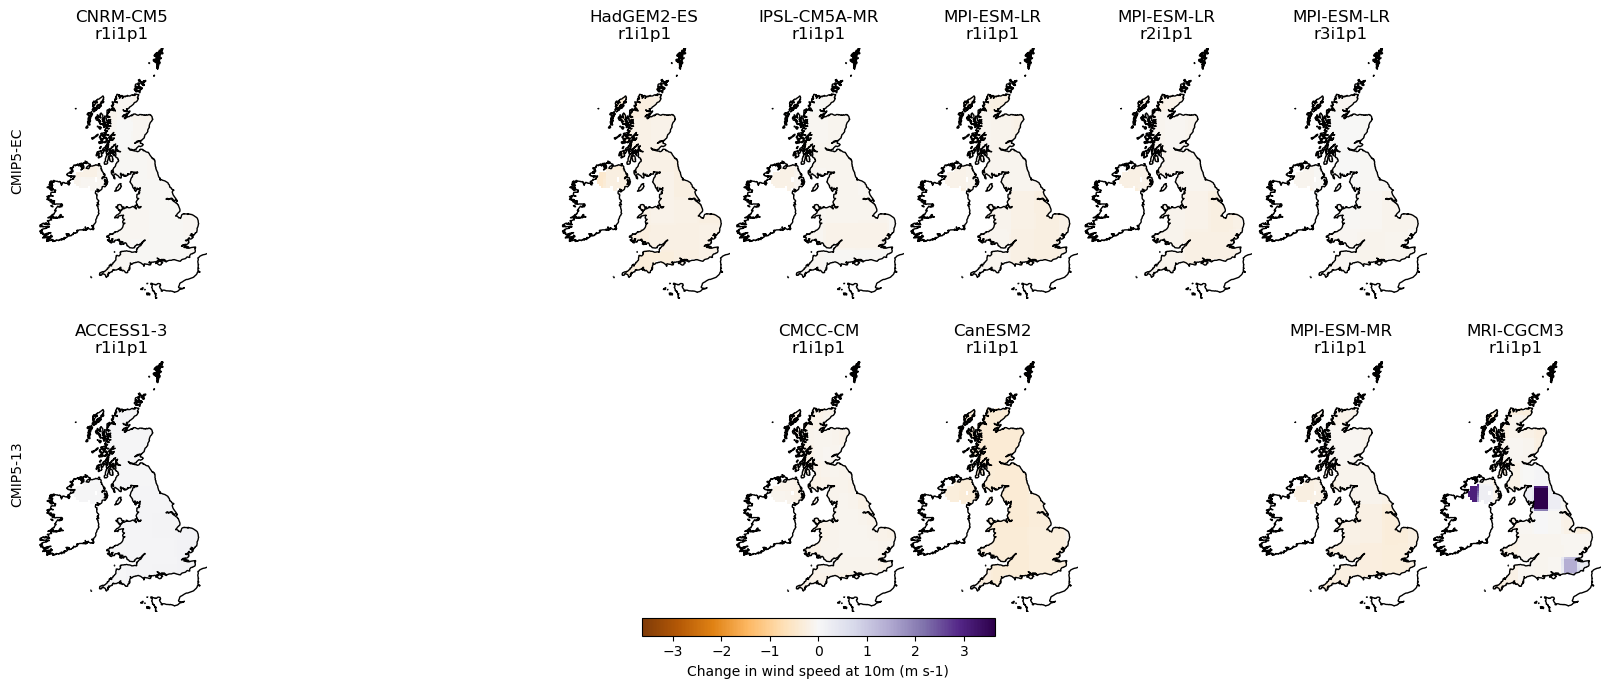 CNRM-CM5
r1i1p1
HadGEM2-ES
r1i1p1
IPSL-CM5A-MR
r1i1p1
MPI-ESM-LR
r1i1p1
MPI-ESM-LR
r2i1p1
MPI-ESM-LR
r3i1p1
CMIP5-EC
ACCESS1-3
r1i1p1
CMCC-CM
r1i1p1
CanESM2
r1i1p1
MPI-ESM-MR
r1i1p1
MRI-CGCM3
r1i1p1
CMIP5-13
−3 −2 −1 0 1 2 3
Change in wind speed at 10m (m s-1)